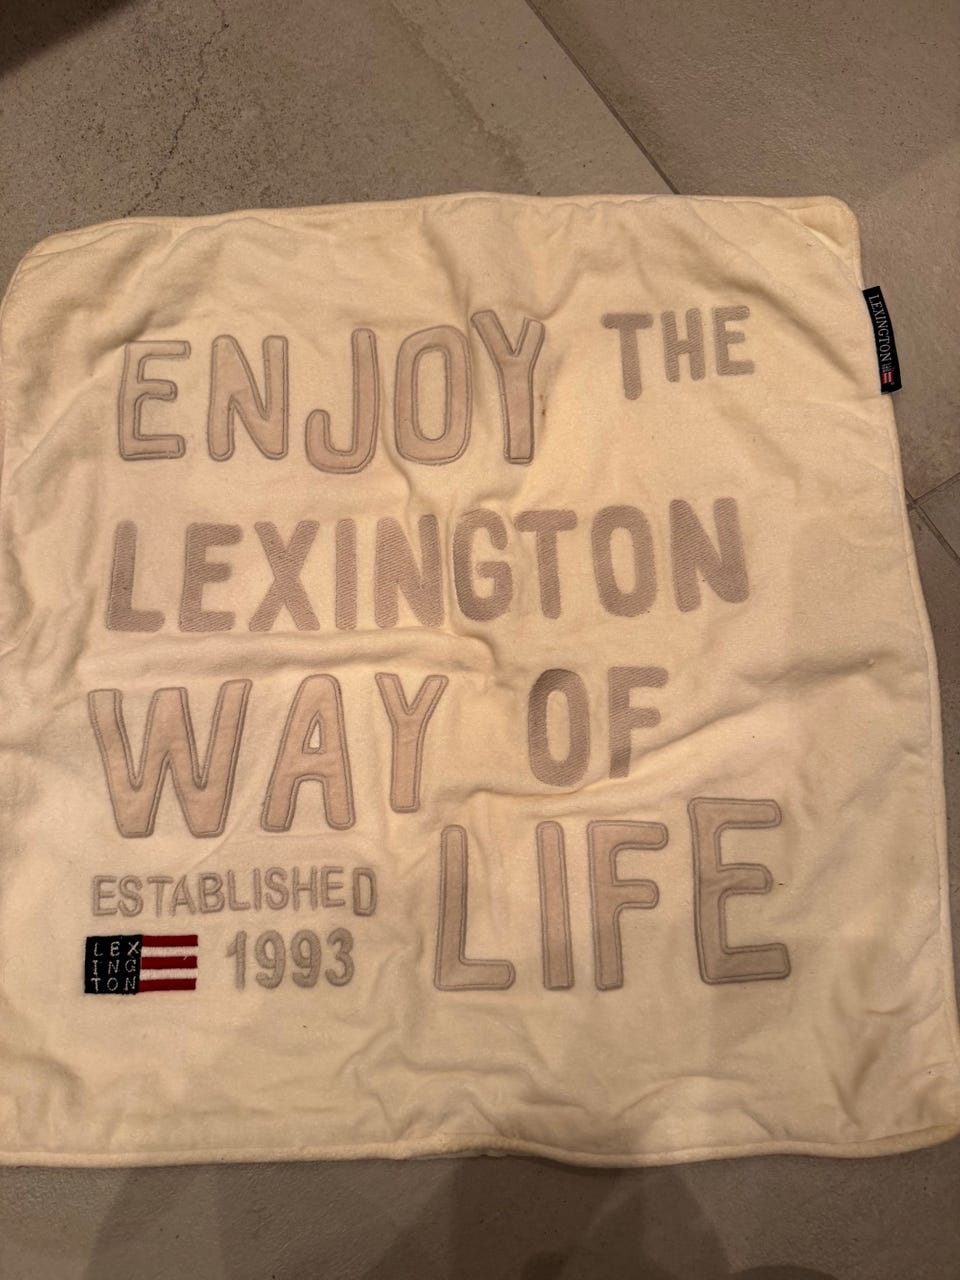 ENJOY THE
LEXINGTON
WAY OF
LIFE
ESTABLISHED
1993
LEX
ING
TON
LEXINGTON